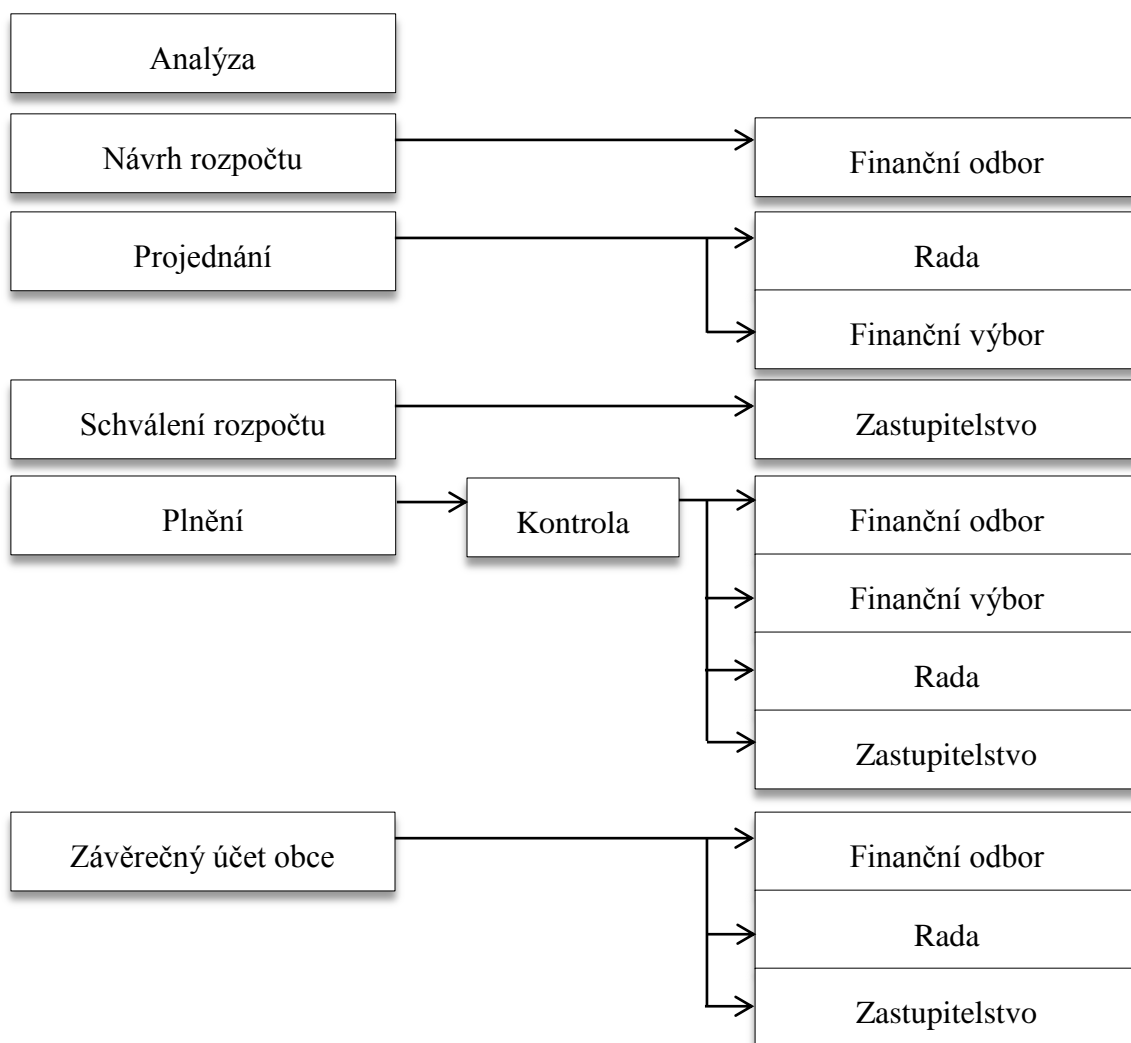 Analýza
Návrh rozpočtu
Finanční odbor
Projednání
Rada
Finanční výbor
Schválení rozpočtu
Zastupitelstvo
Plnění
Kontrola
Finanční odbor
Finanční výbor
Rada
Zastupitelstvo
Závěrečný účet obce
Finanční odbor
Rada
Zastupitelstvo